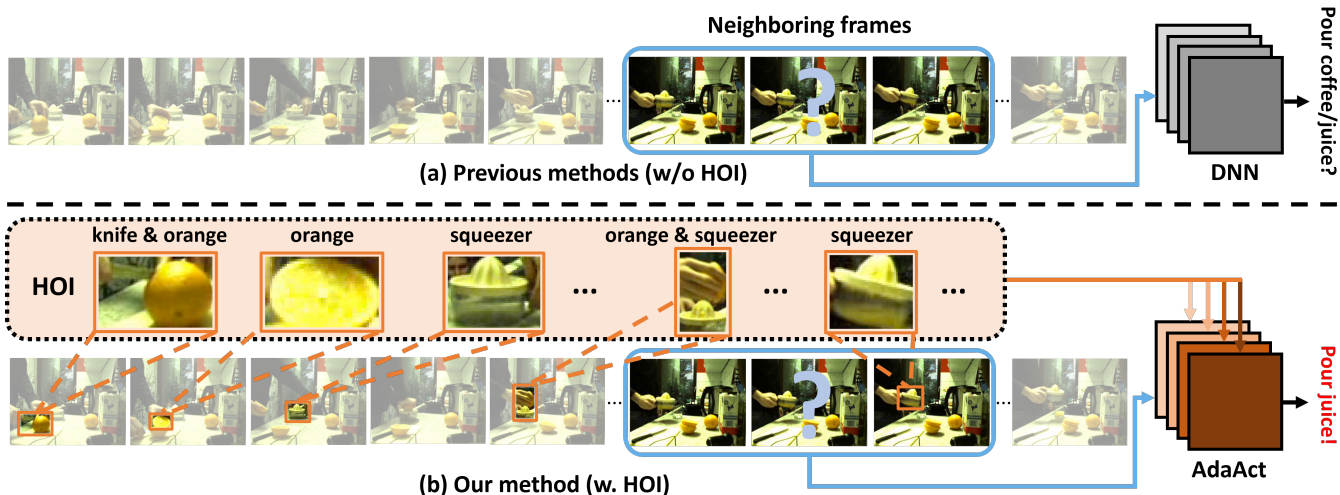 Neighboring frames
...
?
...
DNN
Pour coffee/juice?
(a) Previous methods (w/o HOI)
HOI
knife & orange
orange
squeezer
...
orange & squeezer
...
squeezer
...
...
?
...
AdaAct
Pour juice!
(b) Our method (w. HOI)